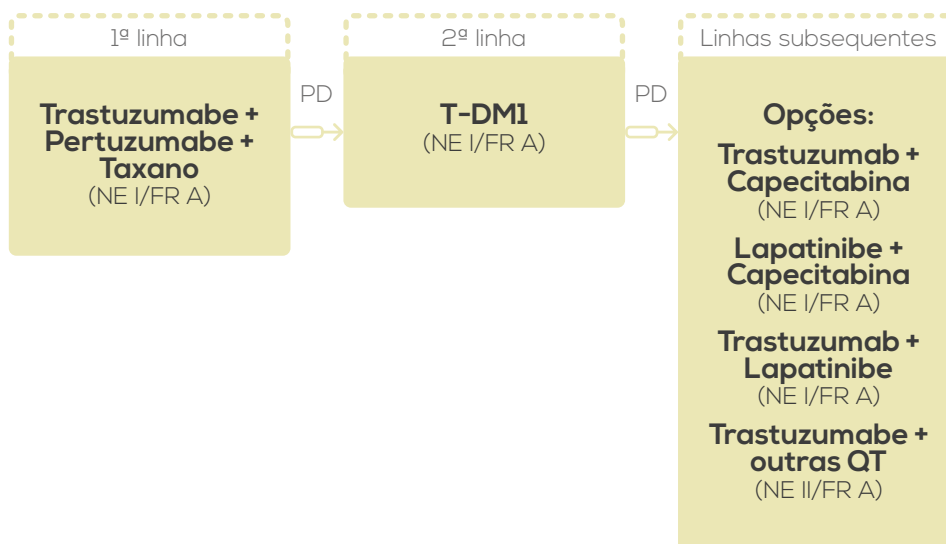 1ª linha
Trastuzumabe +
Pertuzumabe +
Taxano
(NE I/FR A)
PD
2ª linha
T-DM1
(NE I/FR A)
PD
Linhas subsequentes
Opções:
Trastuzumab +
Capecitabina
(NE I/FR A)
Lapatinibe +
Capecitabina
(NE I/FR A)
Trastuzumab +
Lapatinibe
(NE I/FR A)
Trastuzumabe +
outras QT
(NE II/FR A)